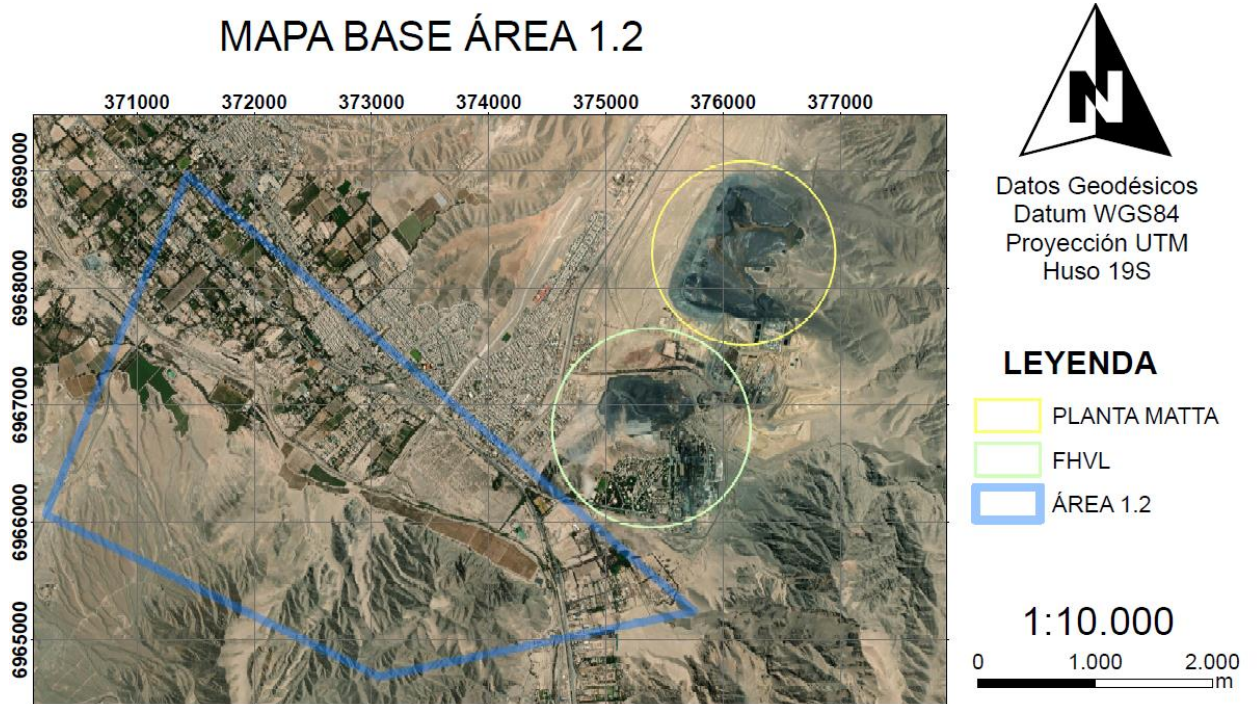 MAPA BASE ÁREA 1.2
371000 372000 373000 374000 375000 376000 377000
6969000
6968000
6967000
6966000
6965000
N
Datos Geodésicos
Datum WGS84
Proyección UTM
Huso 19S
LEYENDA
PLANTA MATTA
FHVL
ÁREA 1.2
1:10.000
0 1.000 2.000
m